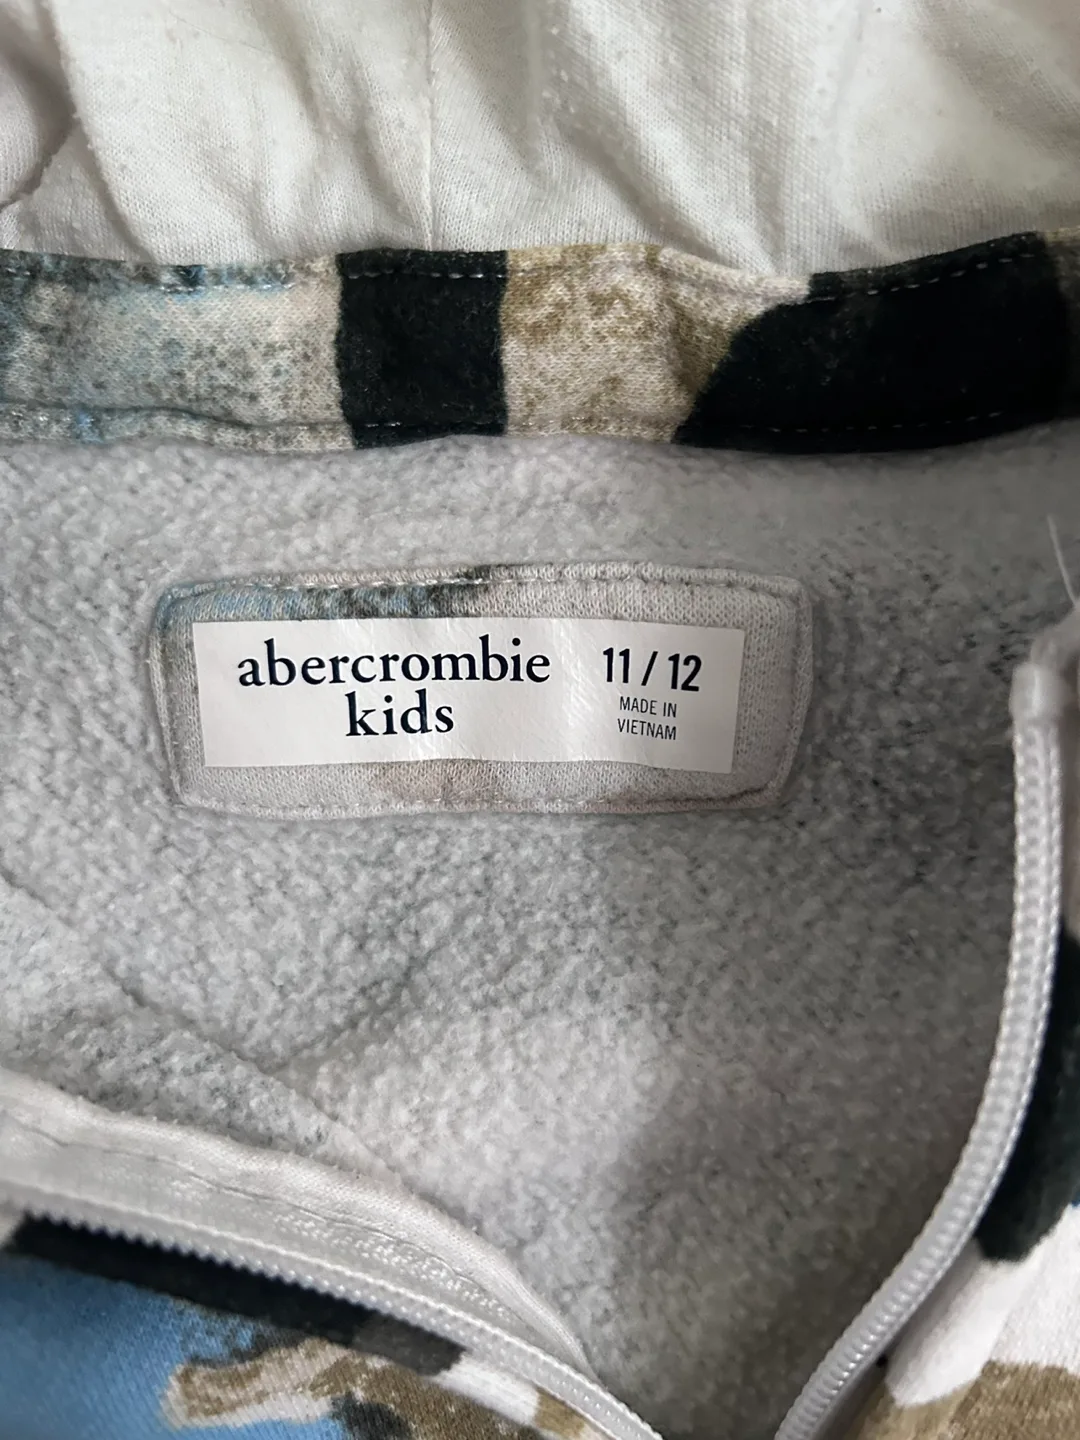 abercrombie
kids
11 / 12
MADE IN
VIETNAM